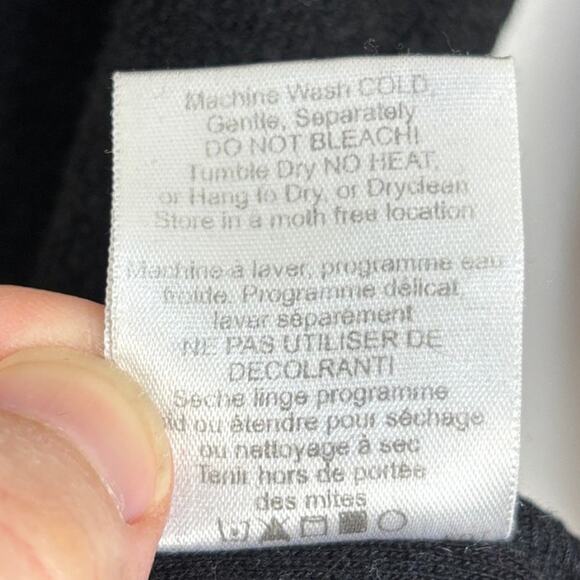 Machine Wash COLD,
Gentle, Separately
DO NOT BLEACH!
Tumble Dry NO HEAT,
or Hang to Dry, or Dryclean
Store in a moth free location
Machine à laver, programme eau
froide. Programme délicat,
laver séparement
NE PAS UTILISER DE
DECOLRANT!
Sèche linge programme
ou étendre pour séchage
ou nattoyage à sec
Tenir hors de portée
des mites